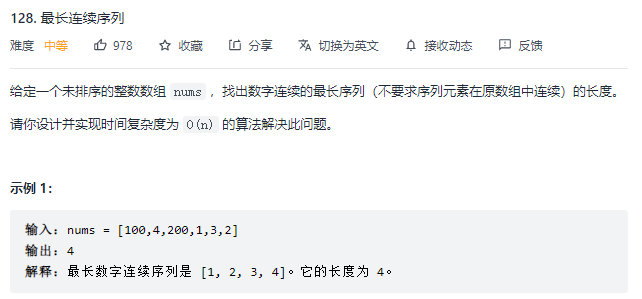 128. 最长连续序列
难度 中等 978 收藏 分享 切换为英文 接收动态 反馈
给定一个未排序的整数数组 nums ，找出数字连续的最长序列（不要求序列元素在原数组中连续）的长度。
请你设计并实现时间复杂度为 O(n) 的算法解决此问题。
示例 1：
输入：nums = [100,4,200,1,3,2]
输出：4
解释：最长数字连续序列是 [1, 2, 3, 4]。它的长度为 4。